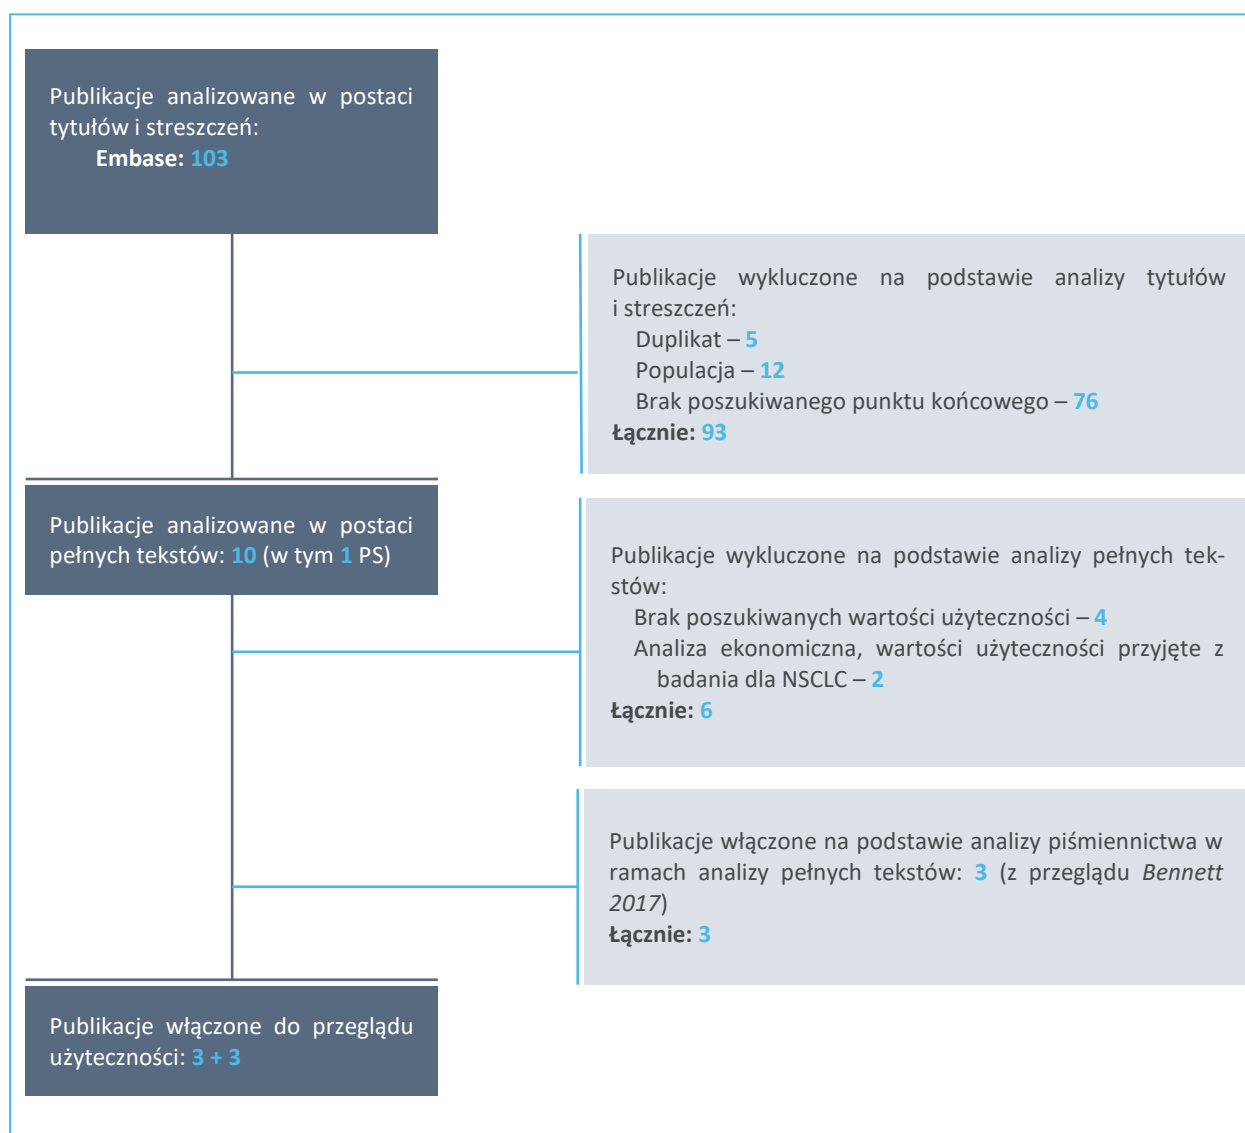 Publikacje analizowane w postaci
tytułów i streszczeń:
Embase: 103
Publikacje wykluczone na podstawie analizy tytułów
i streszczeń:
Duplikat – 5
Populacja – 12
Brak poszukiwanego punktu końcowego – 76
Łącznie: 93
Publikacje analizowane w postaci
pełnych tekstów: 10 (w tym 1 PS)
Publikacje wykluczone na podstawie analizy pełnych tek-
stów:
Brak poszukiwanych wartości użyteczności – 4
Analiza ekonomiczna, wartości użyteczności przyjęte z
badania dla NSCLC – 2
Łącznie: 6
Publikacje włączone na podstawie analizy piśmiennictwa w
ramach analizy pełnych tekstów: 3 (z przeglądu Bennett
2017)
Łącznie: 3
Publikacje włączone do przeglądu
użyteczności: 3 + 3